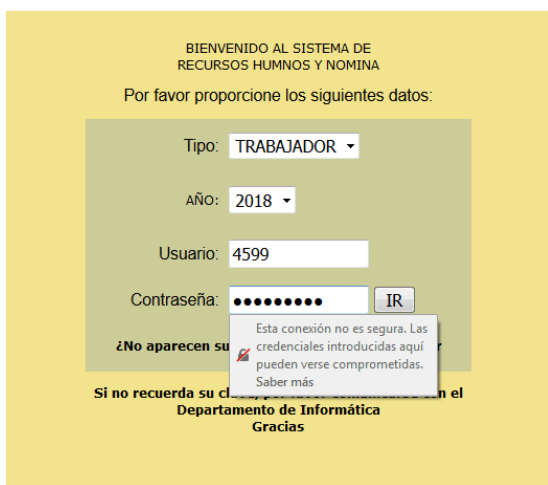 BIENVENIDO AL SISTEMA DE
RECURSOS HUMNOS Y NOMINA
Por favor proporcione los siguientes datos:
Tipo: TRABAJADOR
AÑO: 2018
Usuario: 4599
Contraseña: ●●●●●●●●● IR
Esta conexión no es segura. Las
¿No aparecen su credenciales introducidas aquí
pueden verse comprometidas.
Saber más
Si no recuerda su el
Departamento de Informática
Gracias